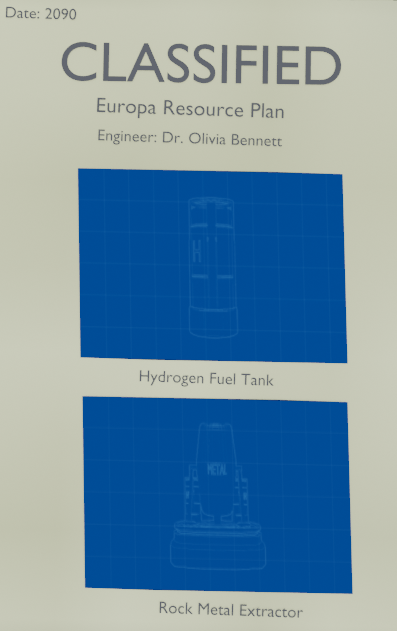 Date: 2090
CLASSIFIED
Europa Resource Plan
Engineer: Dr. Olivia Bennett
H
Hydrogen Fuel Tank
METAL
Rock Metal Extractor